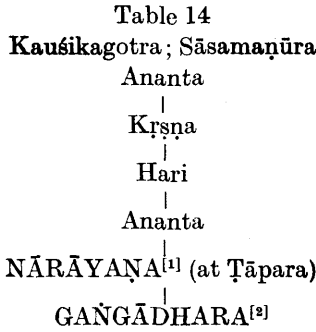 Table 14
Kauśikagotra; Sāsamaṇūra
Ananta
Kṛṣṇa
Hari
Ananta
NĀRĀYAṆA[1] (at Ṭāpara)
GAṄGĀDHARA[2]